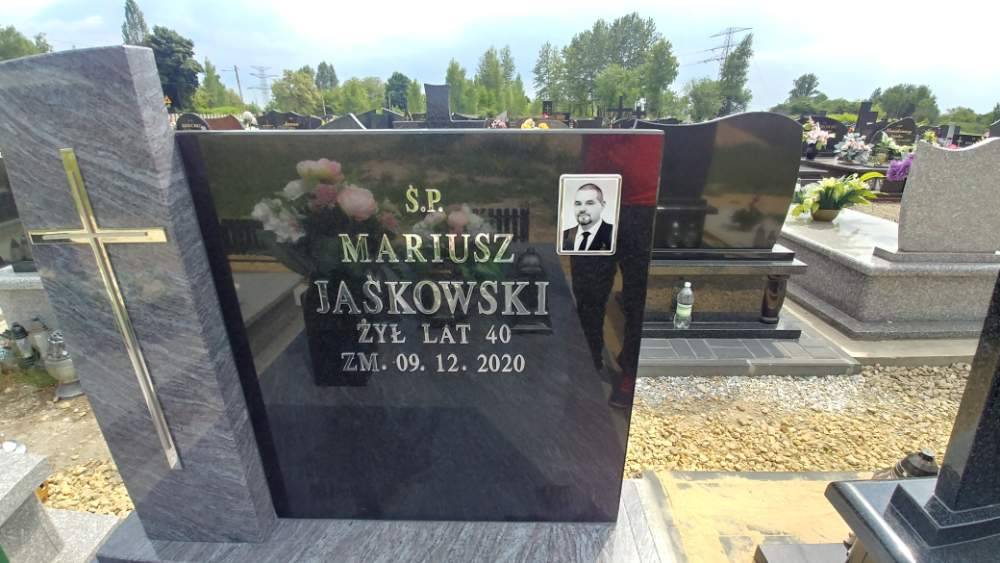 Ś.P.
MARIUSZ
JAŚKOWSKI
ŻYŁ LAT 40
ZM. 09. 12. 2020